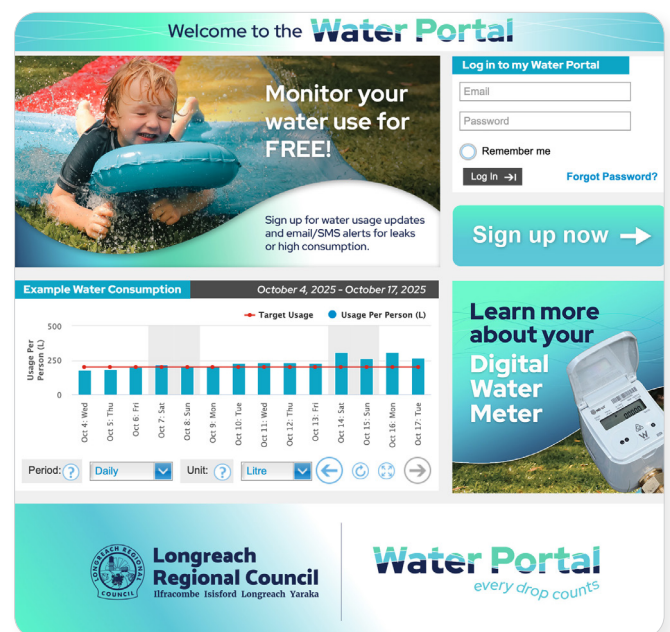 Welcome to the Water Portal
Monitor your
water use for
FREE!
Sign up for water usage updates
and email/SMS alerts for leaks
or high consumption.
Log in to my Water Portal
Email
Password
Remember me
Log In
Forgot Password?
Sign up now
Example Water Consumption
October 4, 2025 - October 17, 2025
Target Usage
Usage Per Person (L)
Usage Per
Person (L)
500
250
0
Oct 4: Wed
Oct 5: Thu
Oct 6: Fri
Oct 7: Sat
Oct 8: Sun
Oct 9: Mon
Oct 10: Tue
Oct 11: Wed
Oct 12: Thu
Oct 13: Fri
Oct 14: Sat
Oct 15: Sun
Oct 16: Mon
Oct 17: Tue
Period: ?
Daily
Unit: ?
Litre
Learn more
about your
Digital
Water
Meter
LONGREACH REGIONAL
COUNCIL
Longreach
Regional Council
Ilfracombe Isisford Longreach Yaraka
Water Portal
every drop counts